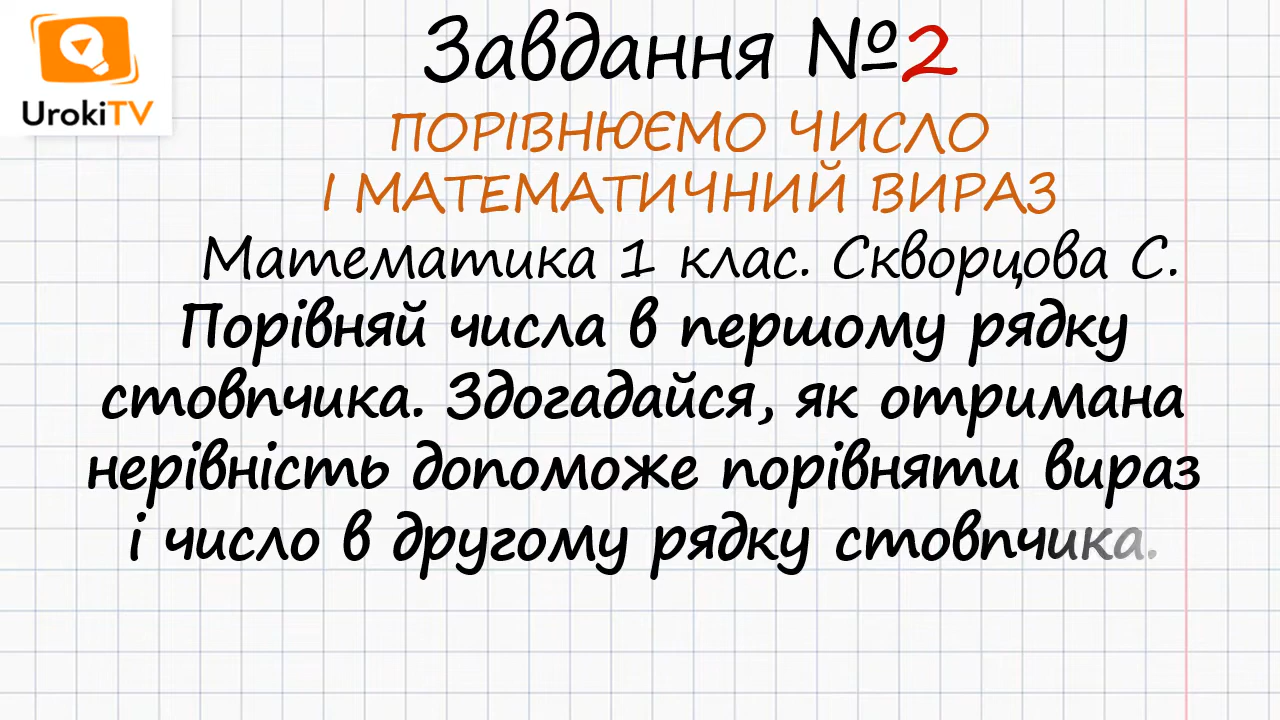 UrokiTV
Завдання №2
ПОРІВНЮЄМО ЧИСЛО
І МАТЕМАТИЧНИЙ ВИРАЗ
Математика 1 клас. Скворцова С.
Порівняй числа в першому рядку
стовпчика. Здогадайся, як отримана
нерівність допоможе порівняти вираз
і число в другому рядку стовпчика.